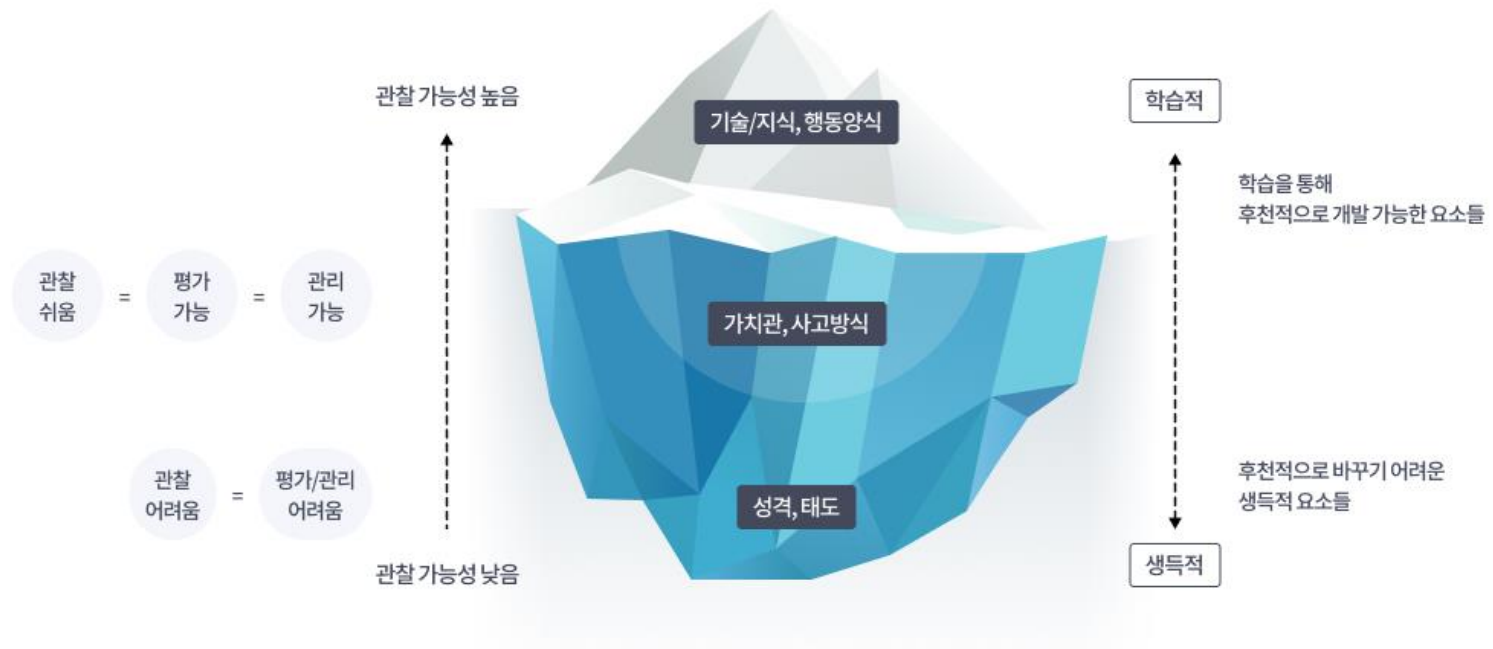 관찰 가능성 높음
기술/지식, 행동양식
학습적
학습을 통해
후천적으로 개발 가능한 요소들
관찰
쉬움
=
평가
가능
=
관리
가능
가치관, 사고방식
관찰
어려움
=
평가/관리
어려움
성격, 태도
후천적으로 바꾸기 어려운
생득적 요소들
관찰 가능성 낮음
생득적